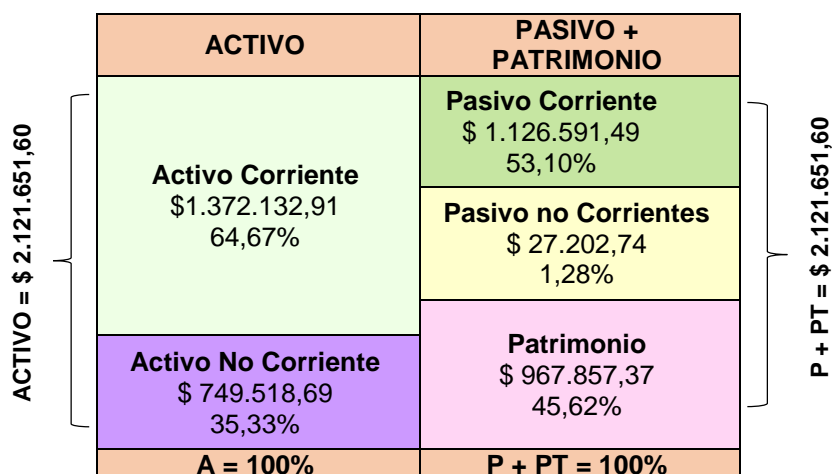 ACTIVO
PASIVO +
PATRIMONIO
ACTIVO = $ 2.121.651,60
Activo Corriente
$1.372.132,91
64,67%
Activo No Corriente
$ 749.518,69
35,33%
Pasivo Corriente
$ 1.126.591,49
53,10%
Pasivo no Corrientes
$ 27.202,74
1,28%
Patrimonio
$ 967.857,37
45,62%
P + PT = $ 2.121.651,60
A = 100%
P + PT = 100%